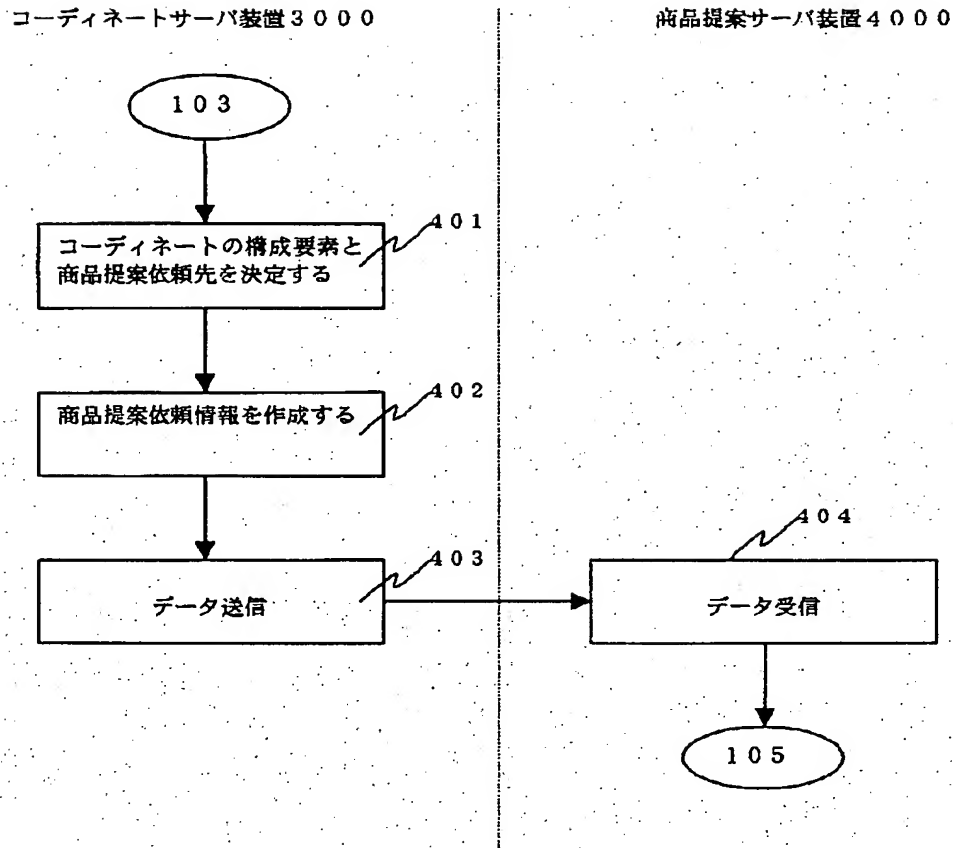 コーディネートサーバ装置3000
商品提案サーバ装置4000
103
401
コーディネートの構成要素と
商品提案依頼先を決定する
402
商品提案依頼情報を作成する
403
データ送信
404
データ受信
105